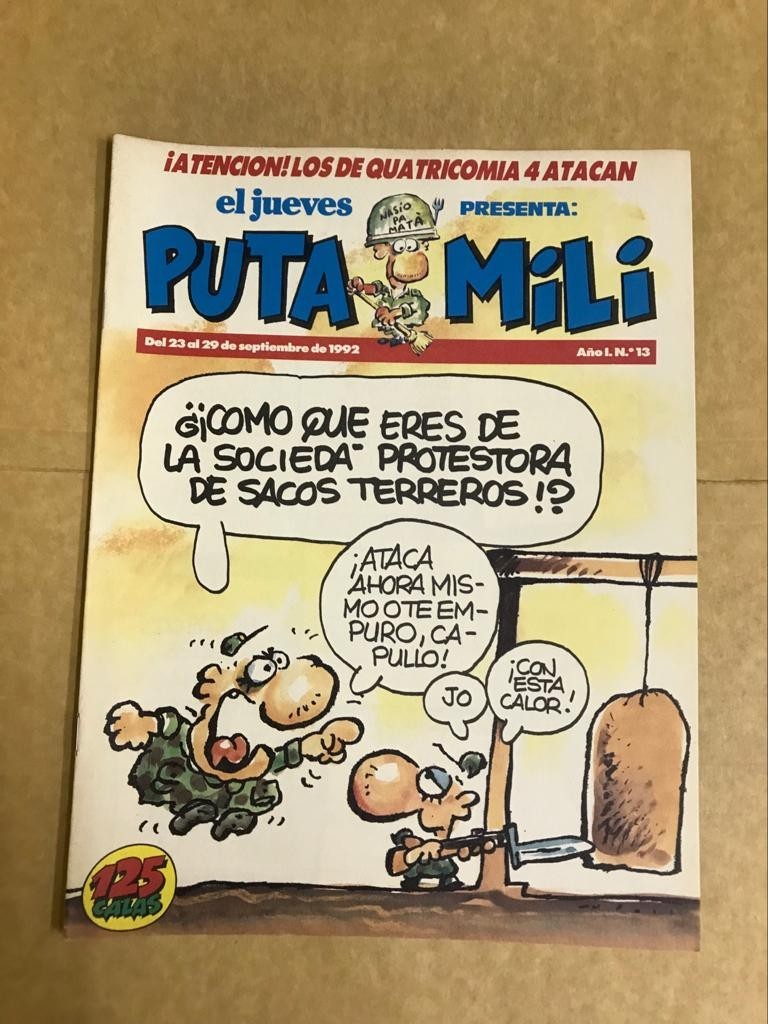 ¡ATENCION! LOS DE QUATRICOMIA 4 ATACAN
el jueves PRESENTA:
NASIO
PA
MATÀ
PUTA MiLi
Del 23 al 29 de septiembre de 1992 Año I. N.º 13
¿¡COMO QUE ERES DE
LA SOCIEDA PROTESTORA
DE SACOS TERREROS!?
¡ATACA
AHORA MIS-
MO O TE EM-
PURO, CA-
PULLO!
JO
¡CON
ESTA
CALOR!
125
CALAS